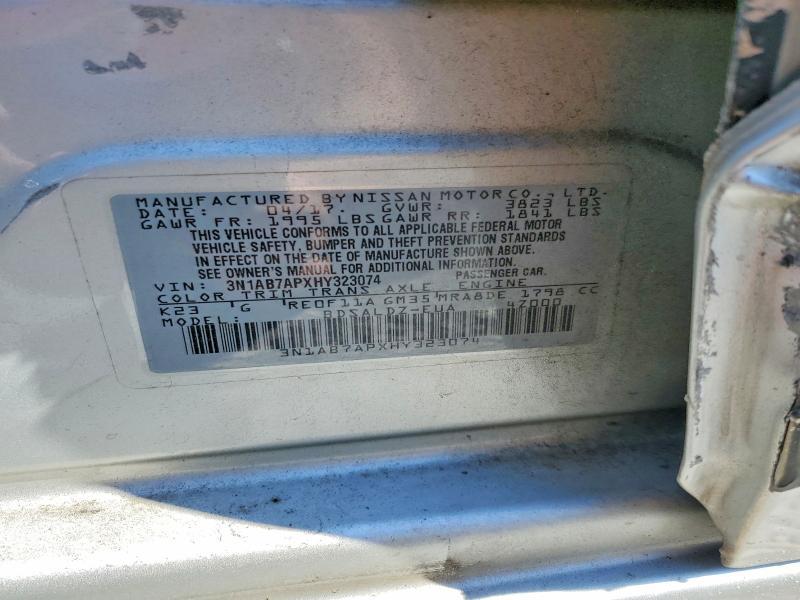 MANUFACTURED BY NISSAN MOTOR CO., LTD.
DATE: 04/17. GVWR: 3823 LBS
GAWR FR: 1995 LBS GAWR RR: 1841 LBS
THIS VEHICLE CONFORMS TO ALL APPLICABLE FEDERAL MOTOR
VEHICLE SAFETY, BUMPER AND THEFT PREVENTION STANDARDS
IN EFFECT ON THE DATE OF MANUFACTURE SHOWN ABOVE.
SEE OWNER'S MANUAL FOR ADDITIONAL INFORMATION.
VIN: 3N1AB7APXHY323074 PASSENGER CAR.
COLOR TRIM TRANS AXLE ENGINE
K23 G RE0F11A GM35 MRA8DE 1798 CC
MODEL: BDSALDZ-EUA 47000
3N1AB7APXHY323074